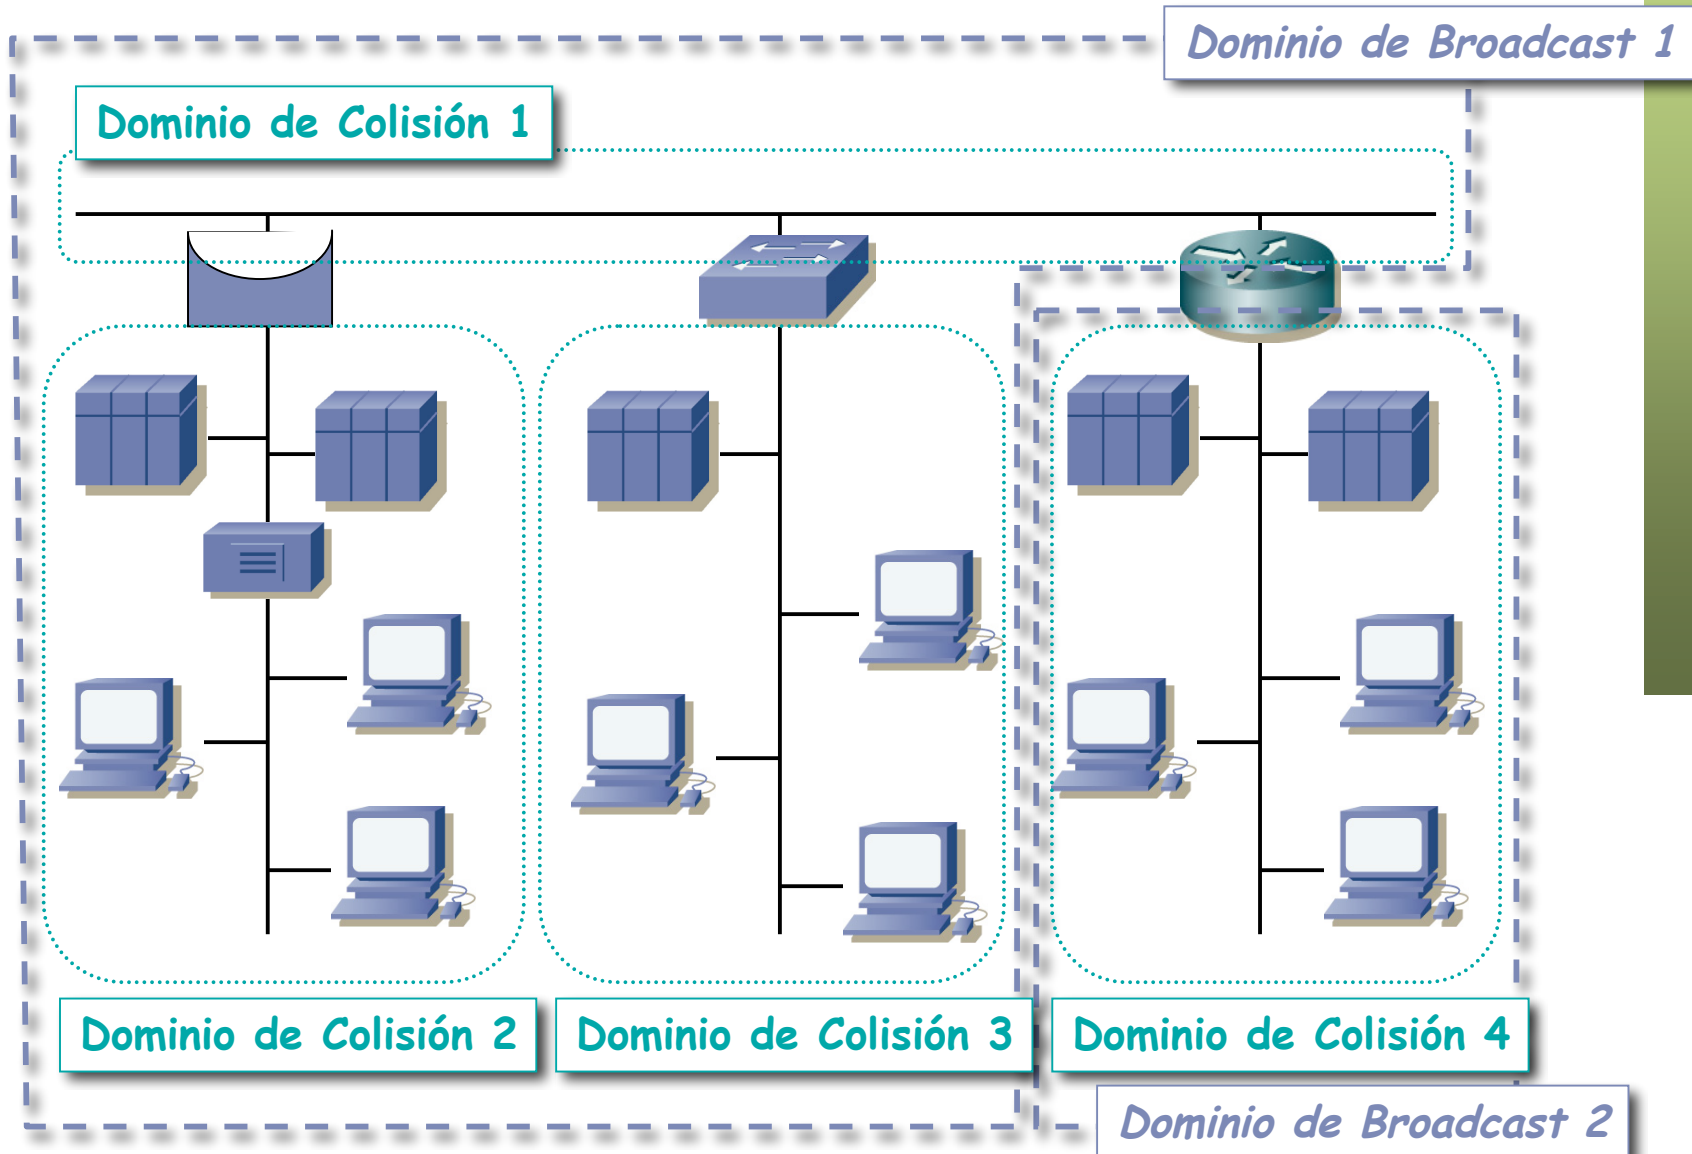 Dominio de Broadcast 1
Dominio de Colisión 1
Dominio de Colisión 2
Dominio de Colisión 3
Dominio de Colisión 4
Dominio de Broadcast 2